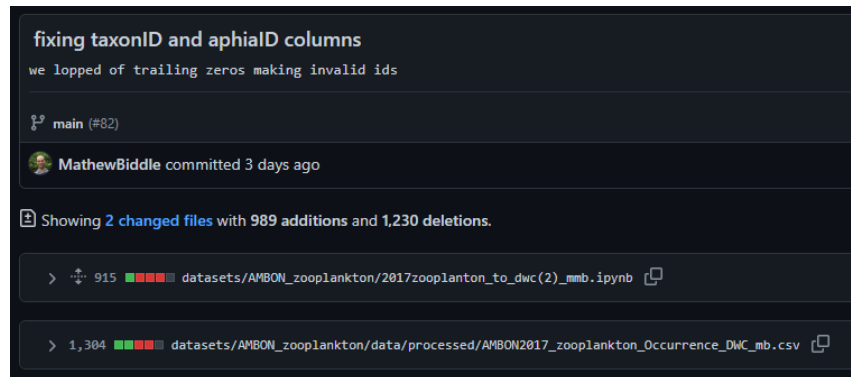 fixing taxonID and aphiaID columns
we lopped of trailing zeros making invalid ids
main (#82)
MathewBiddle committed 3 days ago
Showing 2 changed files with 989 additions and 1,230 deletions.
915 datasets/AMBON_zooplankton/2017zooplanton_to_dwc(2)_mmb.ipynb
1,304 datasets/AMBON_zooplankton/data/processed/AMBON2017_zooplankton_Occurrence_DWC_mb.csv